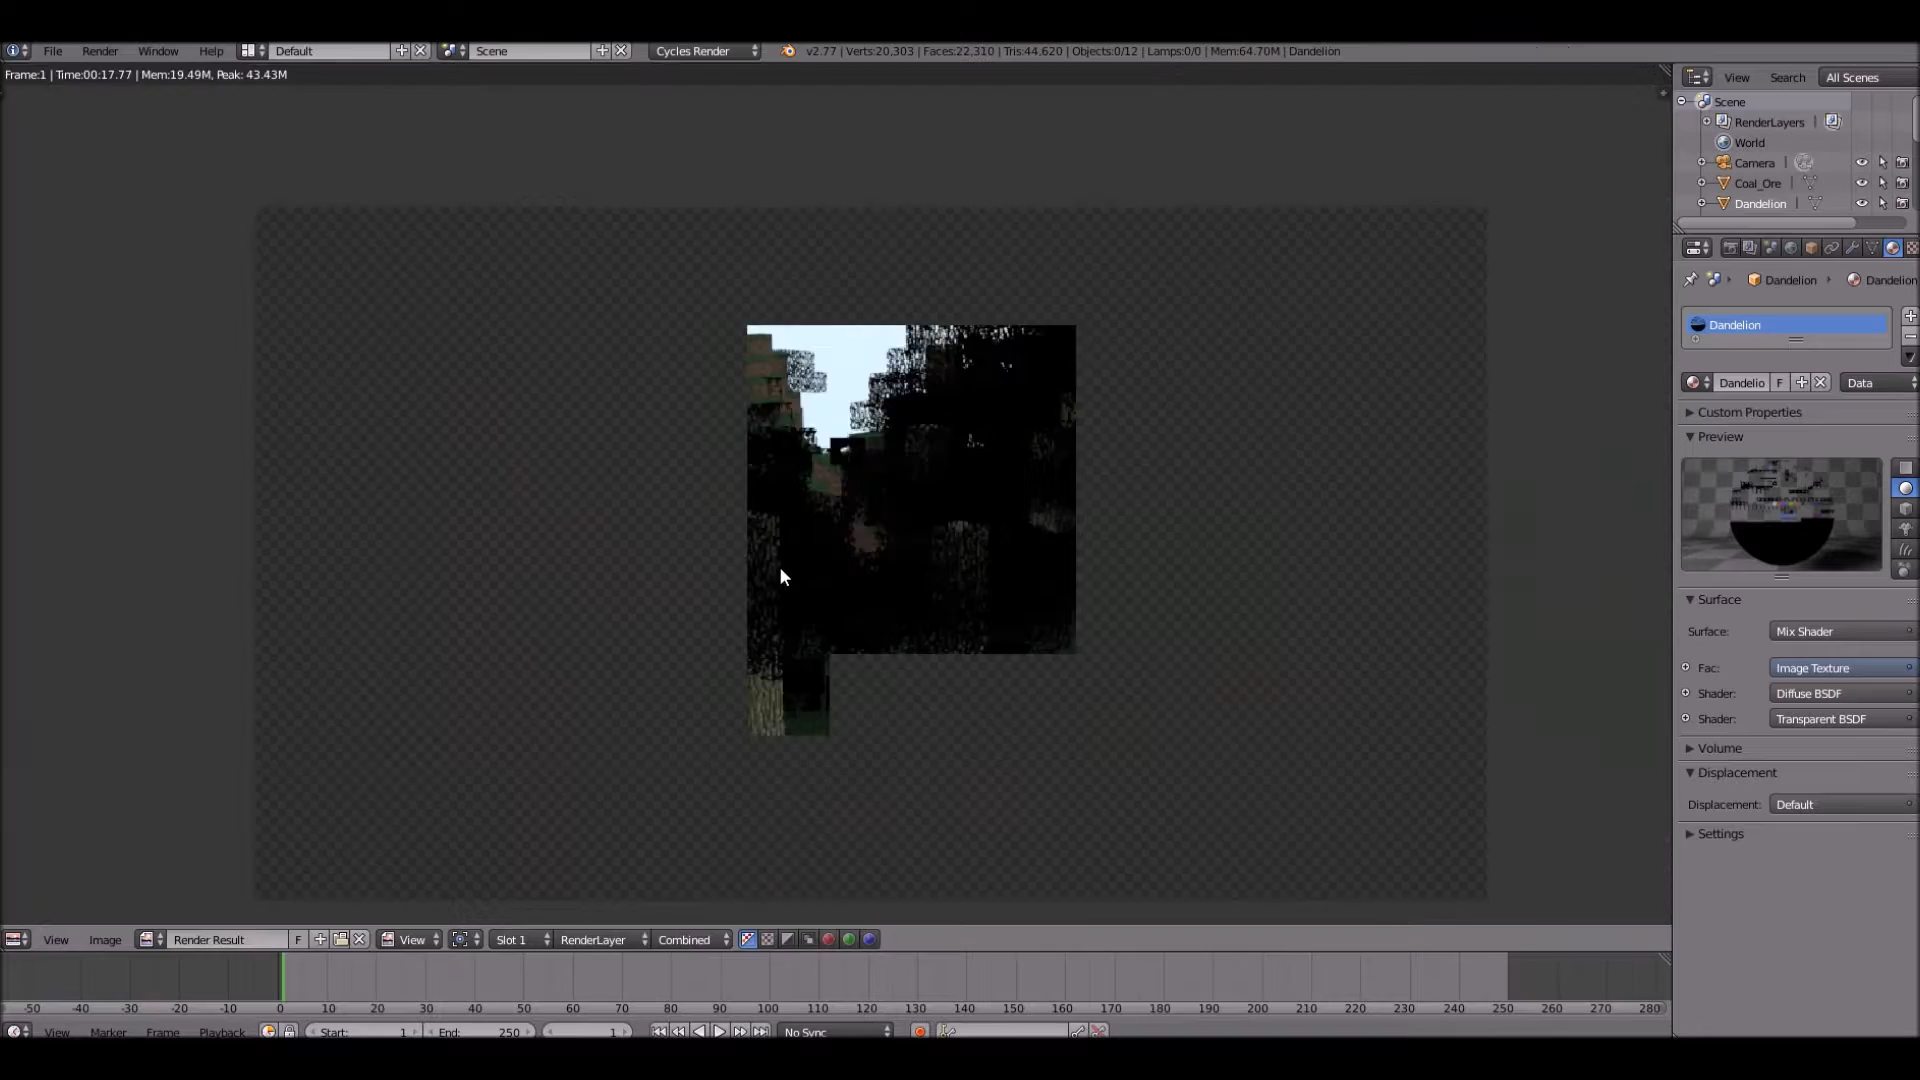 File Render Window Help Default Scene Cycles Render v2.77 | Verts:20,303 | Faces:22,310 | Tris:44,620 | Objects:0/12 | Lamps:0/0 | Mem:64.70M | Dandelion
Frame:1 | Time:00:17.77 | Mem:19.49M, Peak: 43.43M
View Search All Scenes
Scene
RenderLayers
World
Camera
Coal_Ore
Dandelion
Dandelion Dandelion
Dandelion
Dandelio F Data
Custom Properties
Preview
Surface
Surface: Mix Shader
Fac: Image Texture
Shader: Diffuse BSDF
Shader: Transparent BSDF
Volume
Displacement
Displacement: Default
Settings
View Image Render Result F View Slot 1 RenderLayer Combined
-50 -40 -30 -20 -10 0 10 20 30 40 50 60 70 80 90 100 110 120 130 140 150 160 170 180 190 200 210 220 230 240 250 260 270 280
View Marker Frame Playback Start: 1 End: 250 1 No Sync